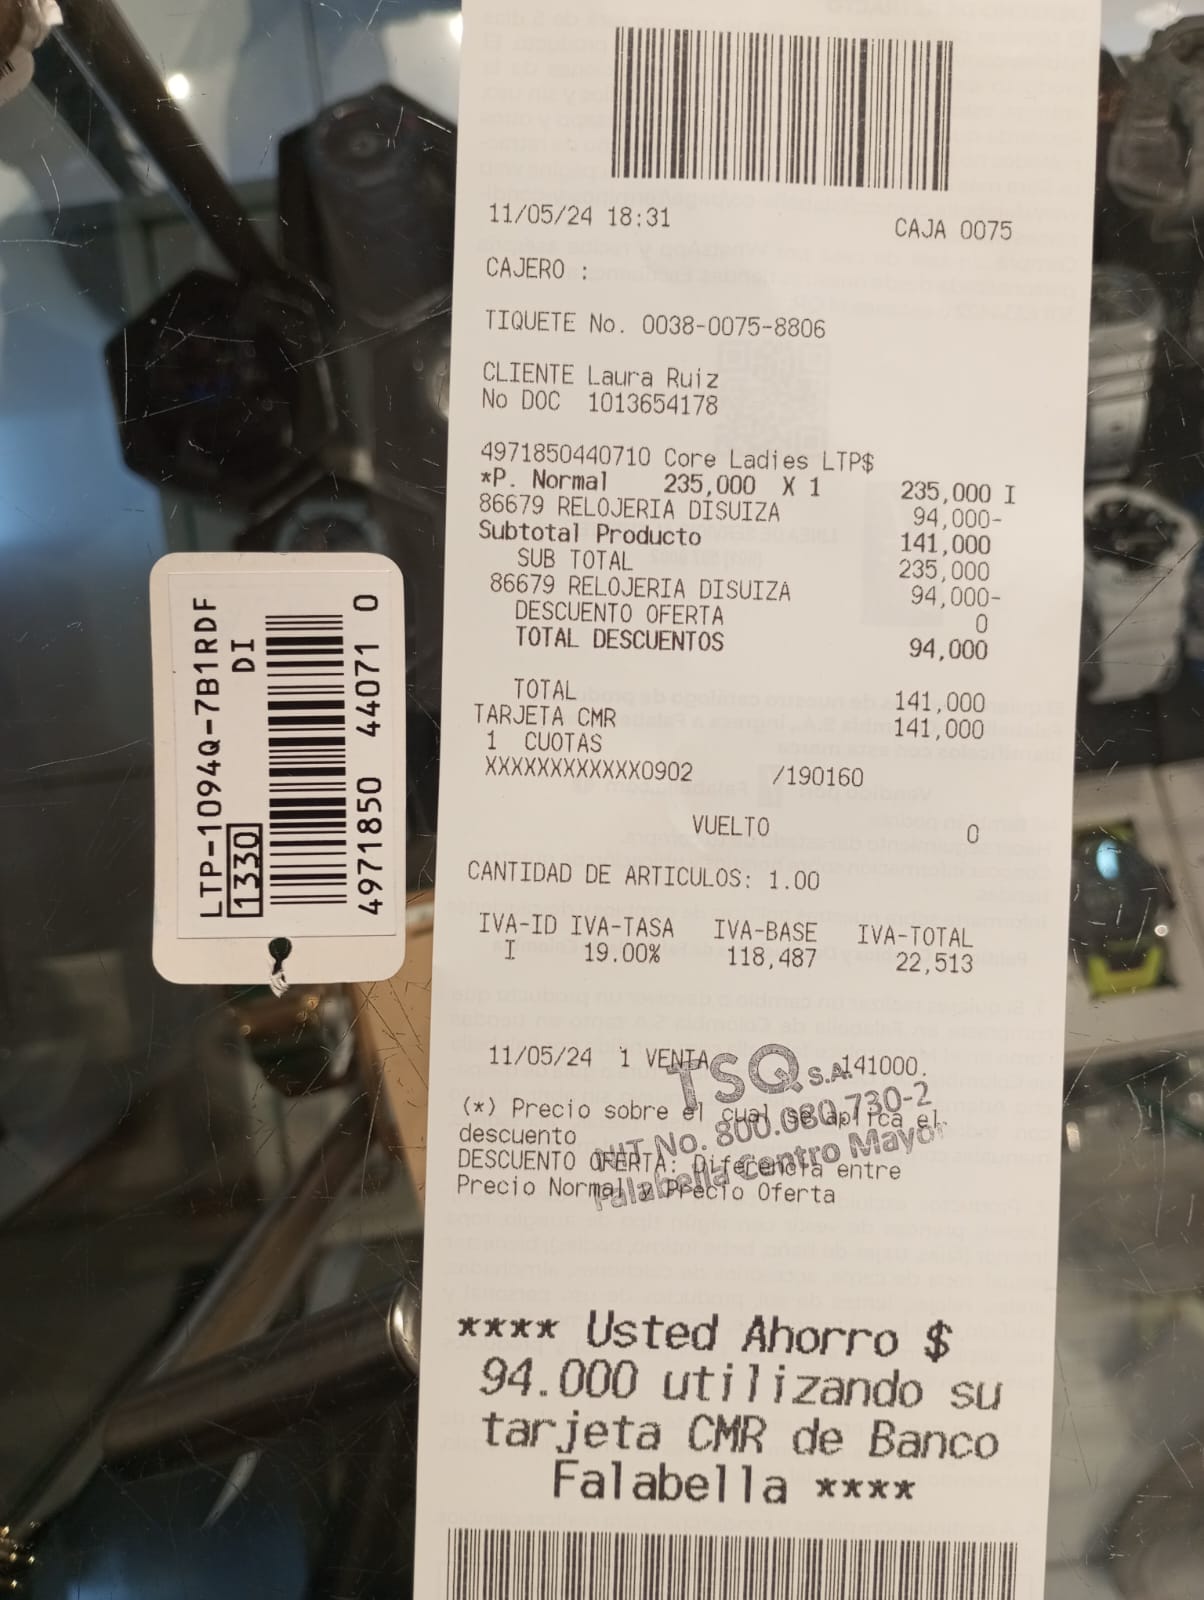 11/05/24 18:31 CAJA 0075
CAJERO :
TIQUETE No. 0038-0075-8806
CLIENTE Laura Ruiz
No DOC 1013654178
4971850440710 Core Ladies LTP$
*P. Normal 235,000 X 1 235,000 I
86679 RELOJERIA DISUIZA 94,000-
Subtotal Producto 141,000
SUB TOTAL 235,000
86679 RELOJERIA DISUIZA 94,000-
DESCUENTO OFERTA 0
TOTAL DESCUENTOS 94,000
TOTAL 141,000
TARJETA CMR 141,000
1 CUOTAS
XXXXXXXXXXXX0902 /190160
VUELTO 0
CANTIDAD DE ARTICULOS: 1.00
IVA-ID IVA-TASA IVA-BASE IVA-TOTAL
I 19.00% 118,487 22,513
11/05/24 1 VENTA 141000.
TSQ S.A.
NIT No. 800.080.730-2
Falabella Centro Mayor
(*) Precio sobre el cual se aplica el
descuento
DESCUENTO OFERTA: Diferencia entre
Precio Normal y Precio Oferta
**** Usted Ahorro $
94.000 utilizando su
tarjeta CMR de Banco
Falabella ****
LTP-1094Q-7B1RDF
1330 DI
4971850 44071 0